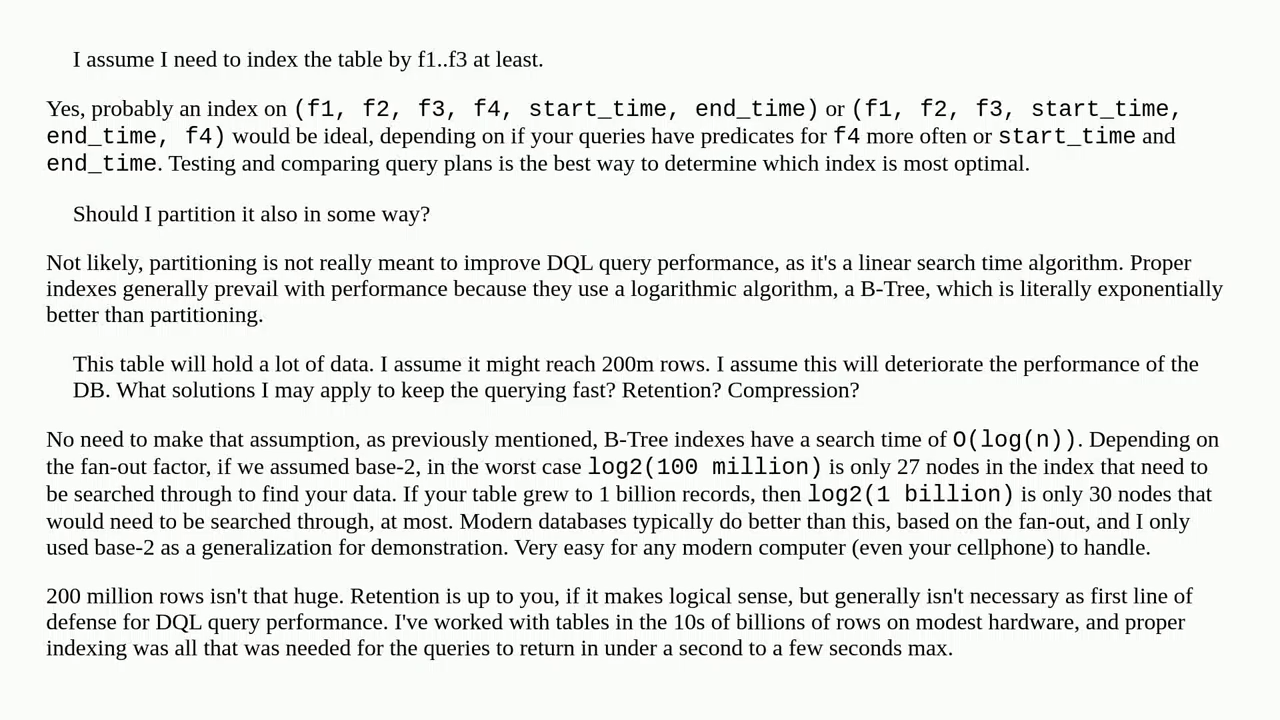 I assume I need to index the table by f1..f3 at least.
Yes, probably an index on (f1, f2, f3, f4, start_time, end_time) or (f1, f2, f3, start_time,
end_time, f4) would be ideal, depending on if your queries have predicates for f4 more often or start_time and
end_time. Testing and comparing query plans is the best way to determine which index is most optimal.
Should I partition it also in some way?
Not likely, partitioning is not really meant to improve DQL query performance, as it's a linear search time algorithm. Proper
indexes generally prevail with performance because they use a logarithmic algorithm, a B-Tree, which is literally exponentially
better than partitioning.
This table will hold a lot of data. I assume it might reach 200m rows. I assume this will deteriorate the performance of the
DB. What solutions I may apply to keep the querying fast? Retention? Compression?
No need to make that assumption, as previously mentioned, B-Tree indexes have a search time of O(log(n)). Depending on
the fan-out factor, if we assumed base-2, in the worst case log2(100 million) is only 27 nodes in the index that need to
be searched through to find your data. If your table grew to 1 billion records, then log2(1 billion) is only 30 nodes that
would need to be searched through, at most. Modern databases typically do better than this, based on the fan-out, and I only
used base-2 as a generalization for demonstration. Very easy for any modern computer (even your cellphone) to handle.
200 million rows isn't that huge. Retention is up to you, if it makes logical sense, but generally isn't necessary as first line of
defense for DQL query performance. I've worked with tables in the 10s of billions of rows on modest hardware, and proper
indexing was all that was needed for the queries to return in under a second to a few seconds max.